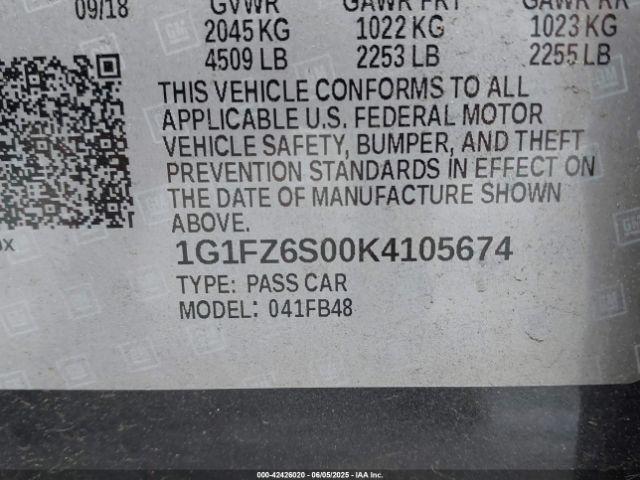 09/18 GVWR GAWR FRT GAWR RR
2045 KG 1022 KG 1023 KG
4509 LB 2253 LB 2255 LB
THIS VEHICLE CONFORMS TO ALL
APPLICABLE U.S. FEDERAL MOTOR
VEHICLE SAFETY, BUMPER, AND THEFT
PREVENTION STANDARDS IN EFFECT ON
THE DATE OF MANUFACTURE SHOWN
ABOVE.
1G1FZ6S00K4105674
TYPE: PASS CAR
MODEL: 041FB48
000-42426020 - 06/05/2025 - IAA Inc.